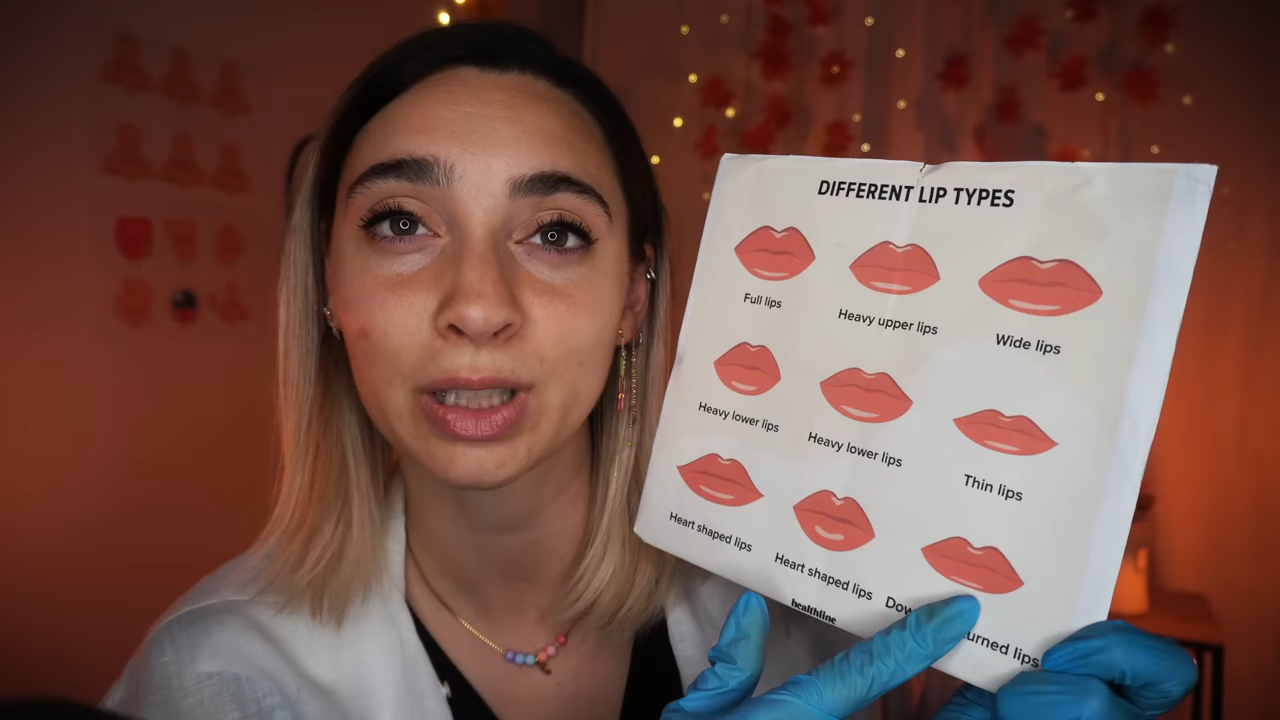 DIFFERENT LIP TYPES
Full lips
Heavy upper lips
Wide lips
Heavy lower lips
Heavy lower lips
Thin lips
Heart shaped lips
Heart shaped lips
Dow urned lips
healthline